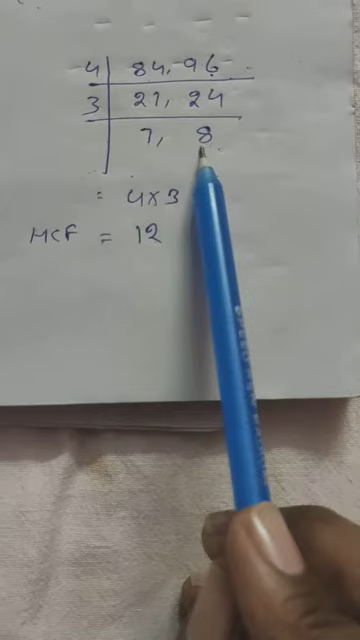 4 | 84, 96
3 | 21, 24
7, 8
= 4 x 3
HCF = 12